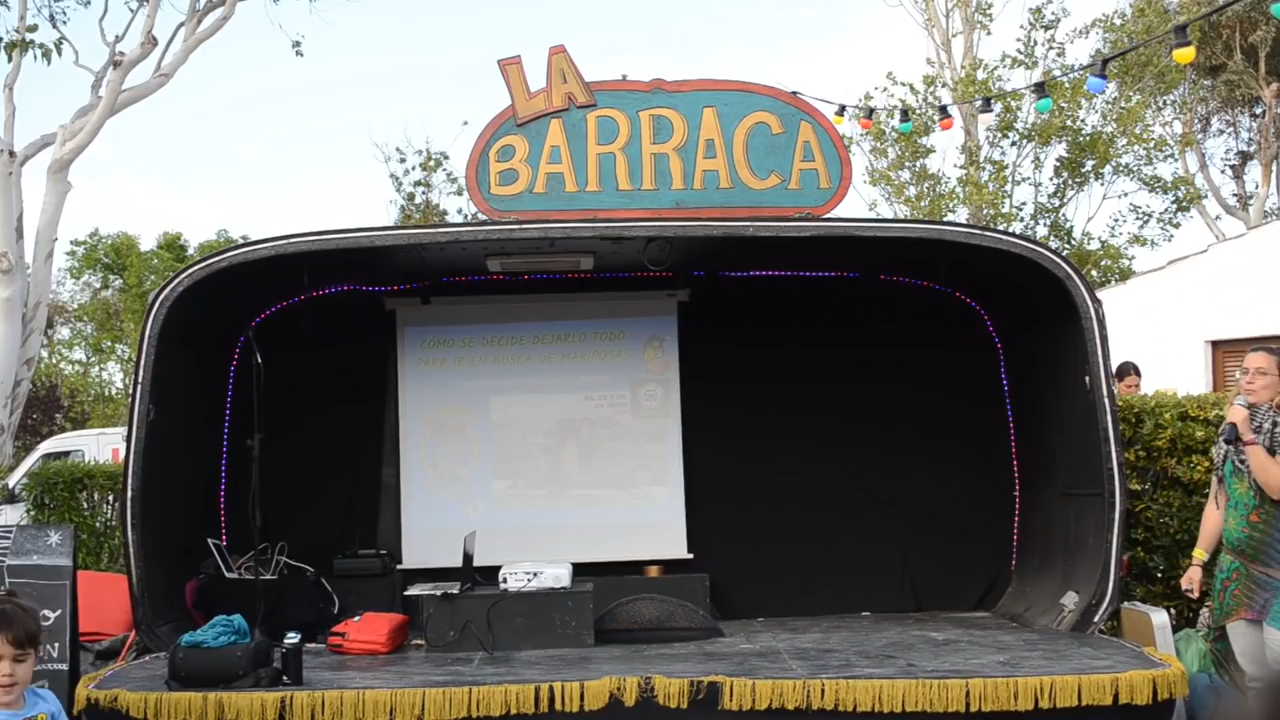 LA
BARRACA
CÓMO SE DECIDE DEJARLO TODO
PARA IR EN BUSCA DE MARIPOSAS